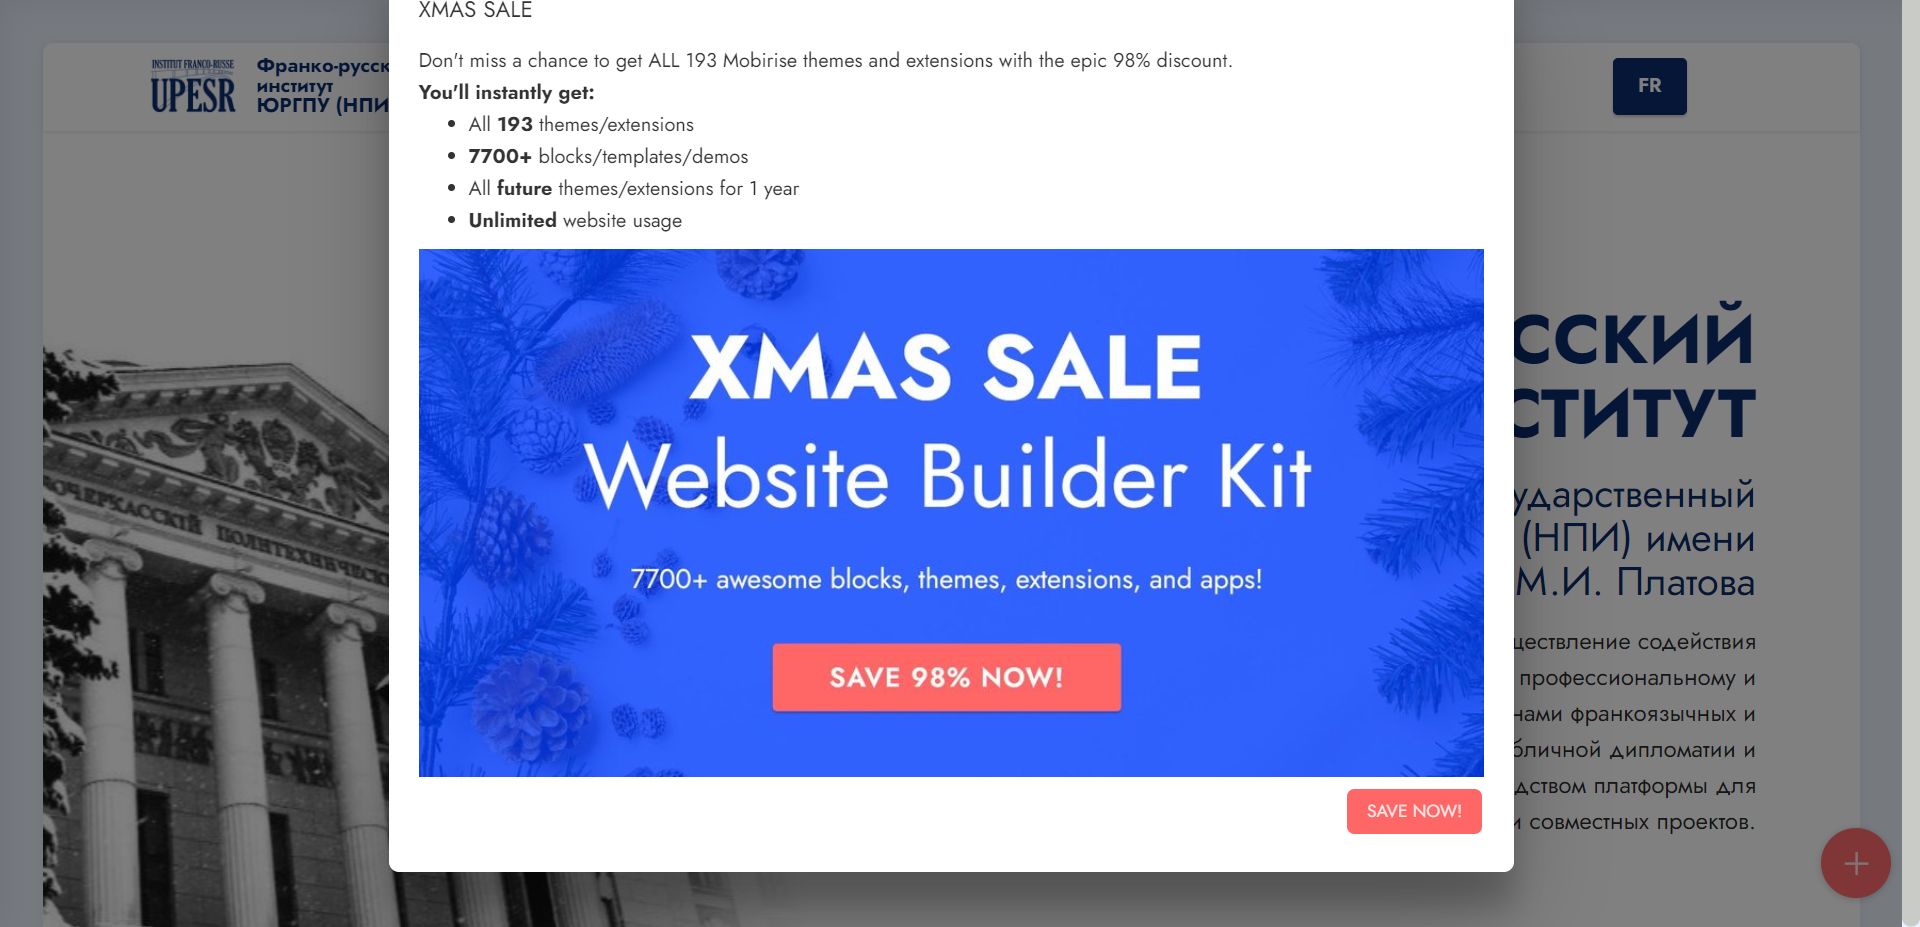 XMAS SALE
Don't miss a chance to get ALL 193 Mobirise themes and extensions with the epic 98% discount.
You'll instantly get:
All 193 themes/extensions
7700+ blocks/templates/demos
All future themes/extensions for 1 year
Unlimited website usage
XMAS SALE
Website Builder Kit
7700+ awesome blocks, themes, extensions, and apps!
SAVE 98% NOW!
SAVE NOW!
INSTITUT FRANCO-RUSSE
UPESR
Франко-русск
институт
ЮРГПУ (НПИ
FR
ССКИЙ
СТИТУТ
ударственный
(НПИ) имени
М.И. Платова
ществление содействия
профессиональному и
нами франкоязычных и
бличной дипломатии и
дством платформы для
и совместных проектов.
ОЧЕРКАССКІЙ ПОЛИТЕХНИЧЕСК